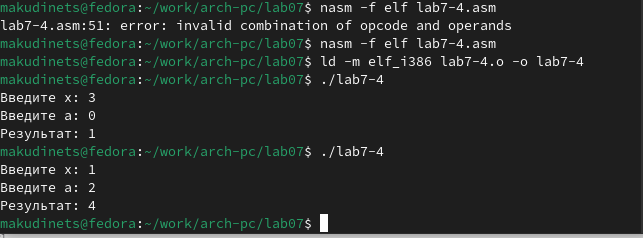 makudinets@fedora:~/work/arch-pc/lab07$ nasm -f elf lab7-4.asm
lab7-4.asm:51: error: invalid combination of opcode and operands
makudinets@fedora:~/work/arch-pc/lab07$ nasm -f elf lab7-4.asm
makudinets@fedora:~/work/arch-pc/lab07$ ld -m elf_i386 lab7-4.o -o lab7-4
makudinets@fedora:~/work/arch-pc/lab07$ ./lab7-4
Введите x: 3
Введите a: 0
Результат: 1
makudinets@fedora:~/work/arch-pc/lab07$ ./lab7-4
Введите x: 1
Введите a: 2
Результат: 4
makudinets@fedora:~/work/arch-pc/lab07$